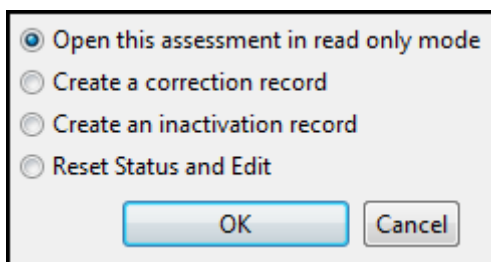 Open this assessment in read only mode
Create a correction record
Create an inactivation record
Reset Status and Edit
OK Cancel